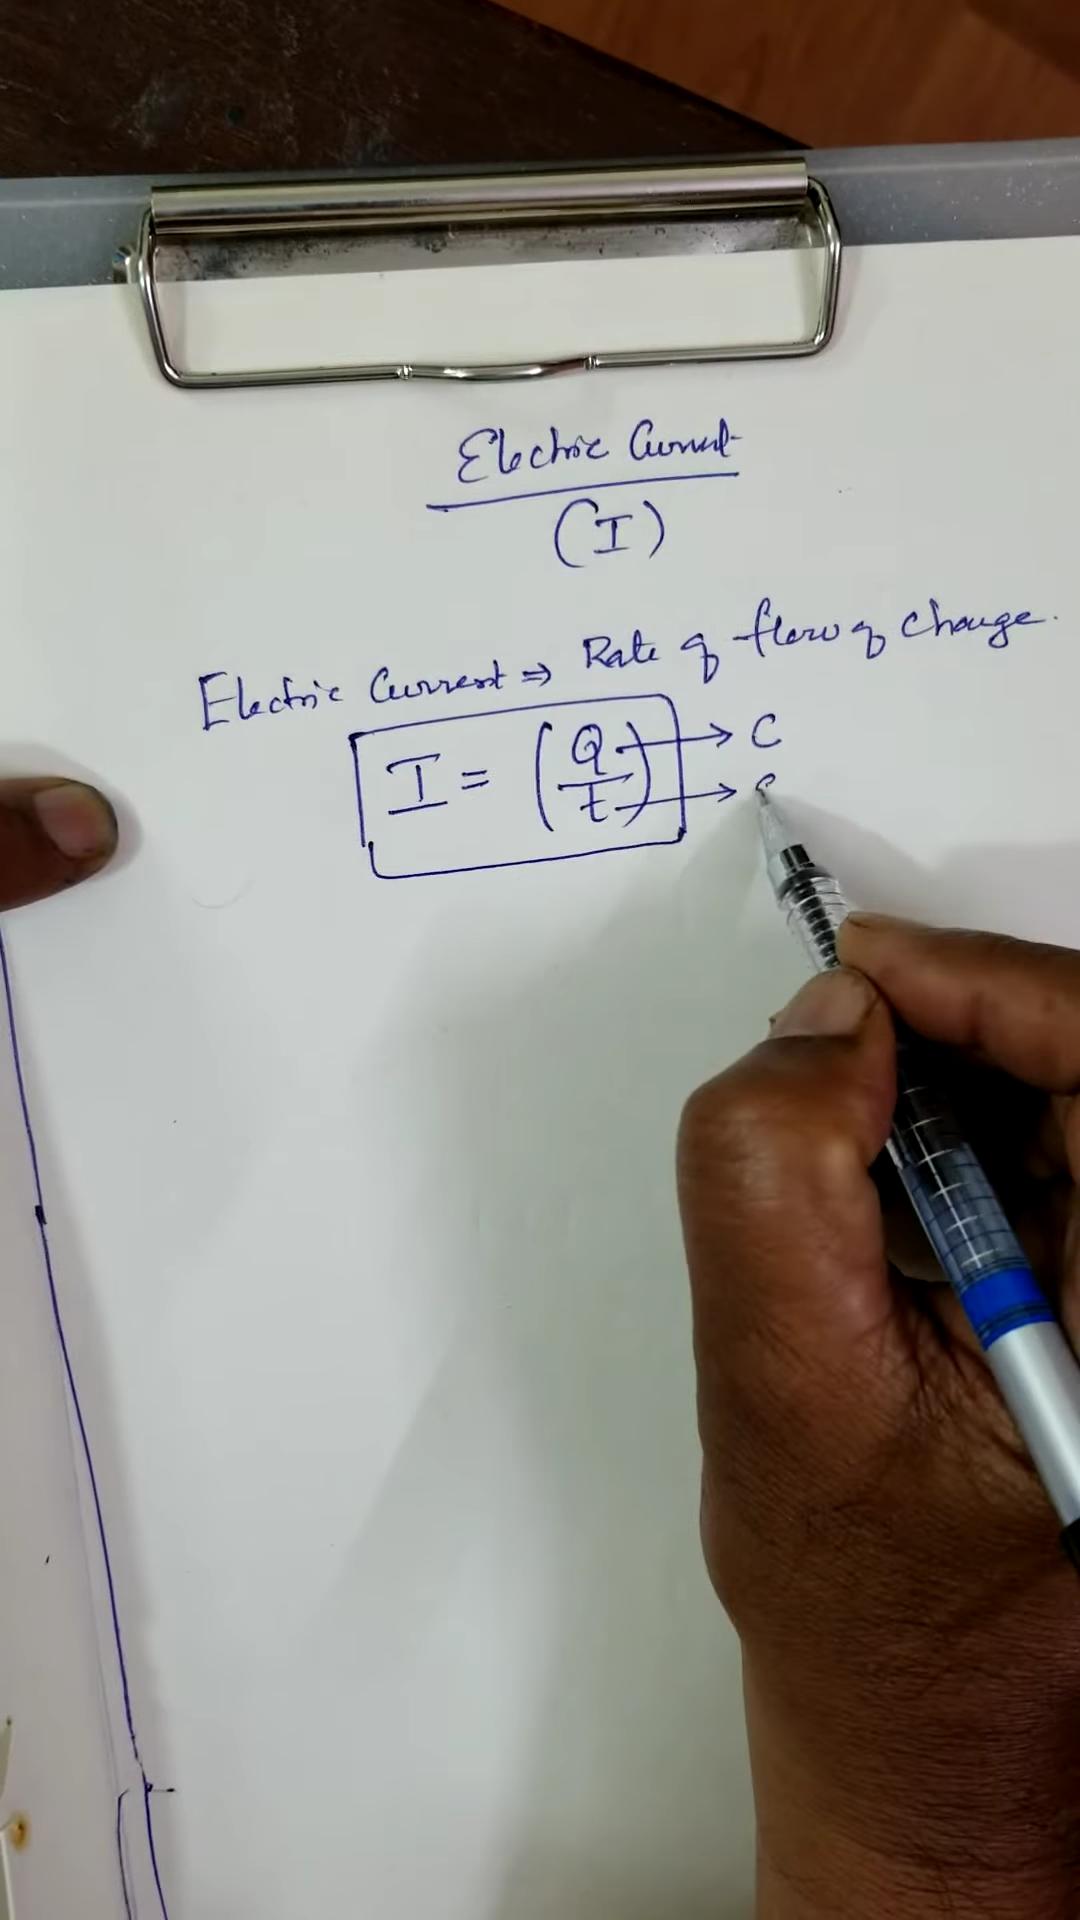 Electric Current
(I)
Electric Current ⇒ Rate of flow of Charge.
I = (Q/t) → C
→ s